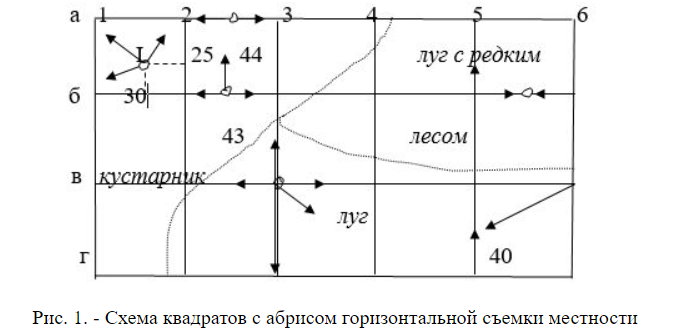 а 1 2 3 4 5 6
I 25 44 луг с редким
б 30
43 лесом
в кустарник
луг
г 40
Рис. 1. - Схема квадратов с абрисом горизонтальной съемки местности